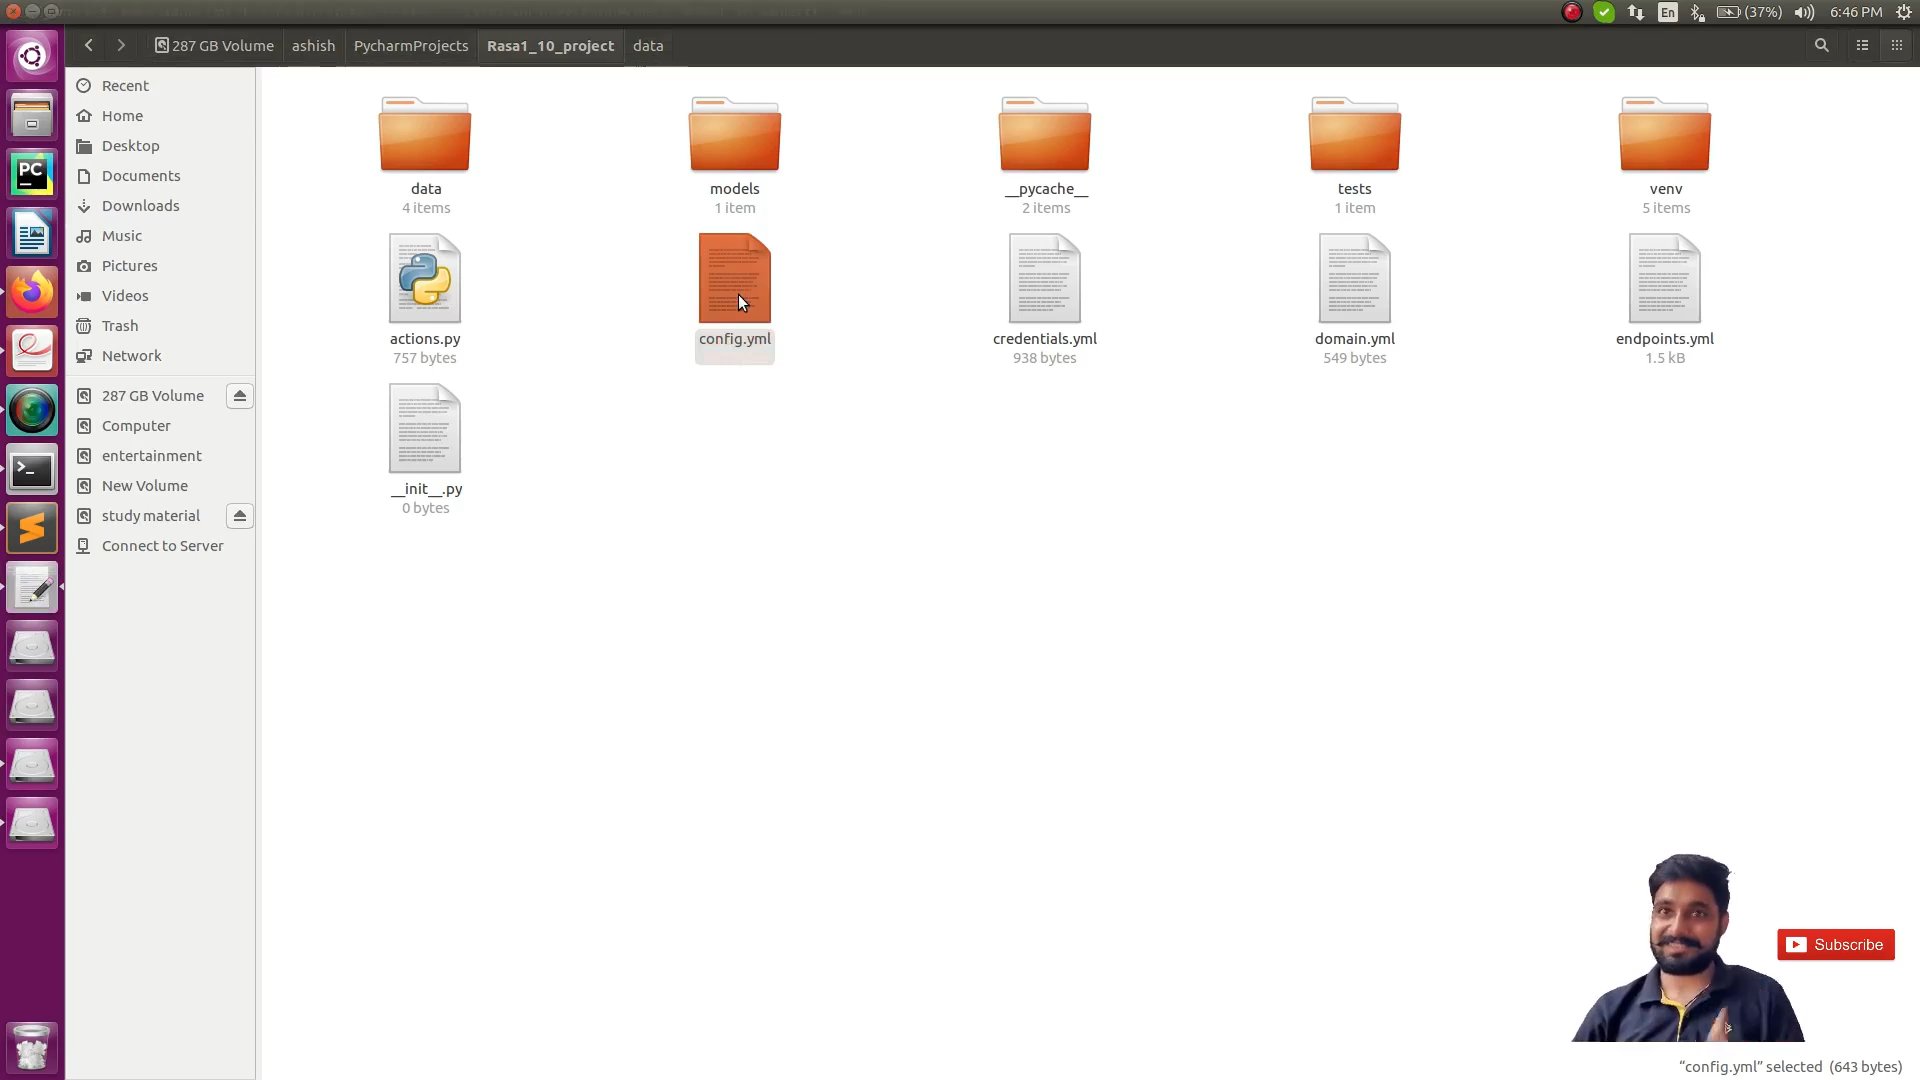 En
(37%)
6:46 PM
287 GB Volume
ashish
PycharmProjects
Rasa1_10_project
data
Recent
Home
Desktop
Documents
Downloads
Music
Pictures
Videos
Trash
Network
287 GB Volume
Computer
entertainment
New Volume
study material
Connect to Server
PC
data
4 items
models
1 item
__pycache__
2 items
tests
1 item
venv
5 items
actions.py
757 bytes
config.yml
credentials.yml
938 bytes
domain.yml
549 bytes
endpoints.yml
1.5 kB
__init__.py
0 bytes
Subscribe
“config.yml” selected (643 bytes)